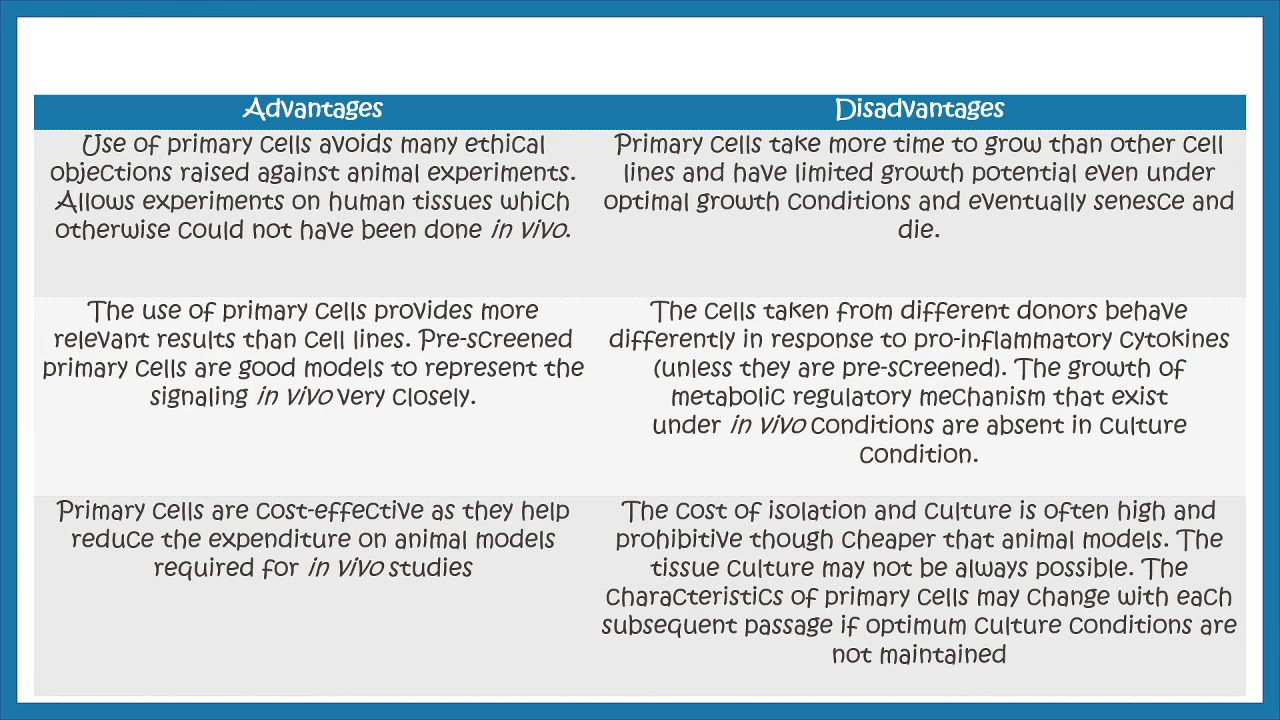 Advantages
Disadvantages
Use of primary cells avoids many ethical
objections raised against animal experiments.
Allows experiments on human tissues which
otherwise could not have been done in vivo.
Primary cells take more time to grow than other cell
lines and have limited growth potential even under
optimal growth conditions and eventually senesce and
die.
The use of primary cells provides more
relevant results than cell lines. Pre-screened
primary cells are good models to represent the
signaling in vivo very closely.
The cells taken from different donors behave
differently in response to pro-inflammatory cytokines
(unless they are pre-screened). The growth of
metabolic regulatory mechanism that exist
under in vivo conditions are absent in culture
condition.
Primary cells are cost-effective as they help
reduce the expenditure on animal models
required for in vivo studies
The cost of isolation and culture is often high and
prohibitive though cheaper that animal models. The
tissue culture may not be always possible. The
characteristics of primary cells may change with each
subsequent passage if optimum culture conditions are
not maintained